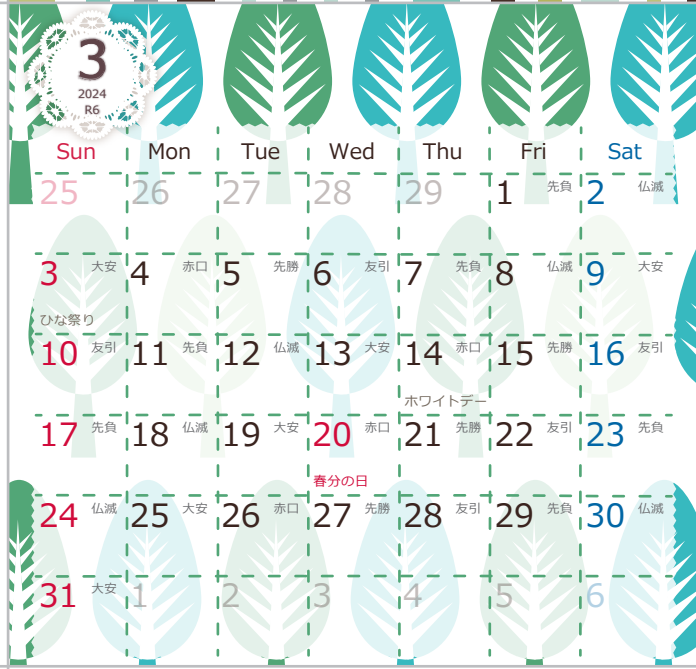 3
2024
R6
Sun Mon Tue Wed Thu Fri Sat
25 26 27 28 29 1 先負 2 仏滅
3 大安 4 赤口 5 先勝 6 友引 7 先負 8 仏滅 9 大安
ひな祭り
10 友引 11 先負 12 仏滅 13 大安 14 赤口 15 先勝 16 友引
ホワイトデー
17 先負 18 仏滅 19 大安 20 赤口 21 先勝 22 友引 23 先負
春分の日
24 仏滅 25 大安 26 赤口 27 先勝 28 友引 29 先負 30 仏滅
31 大安 1 2 3 4 5 6